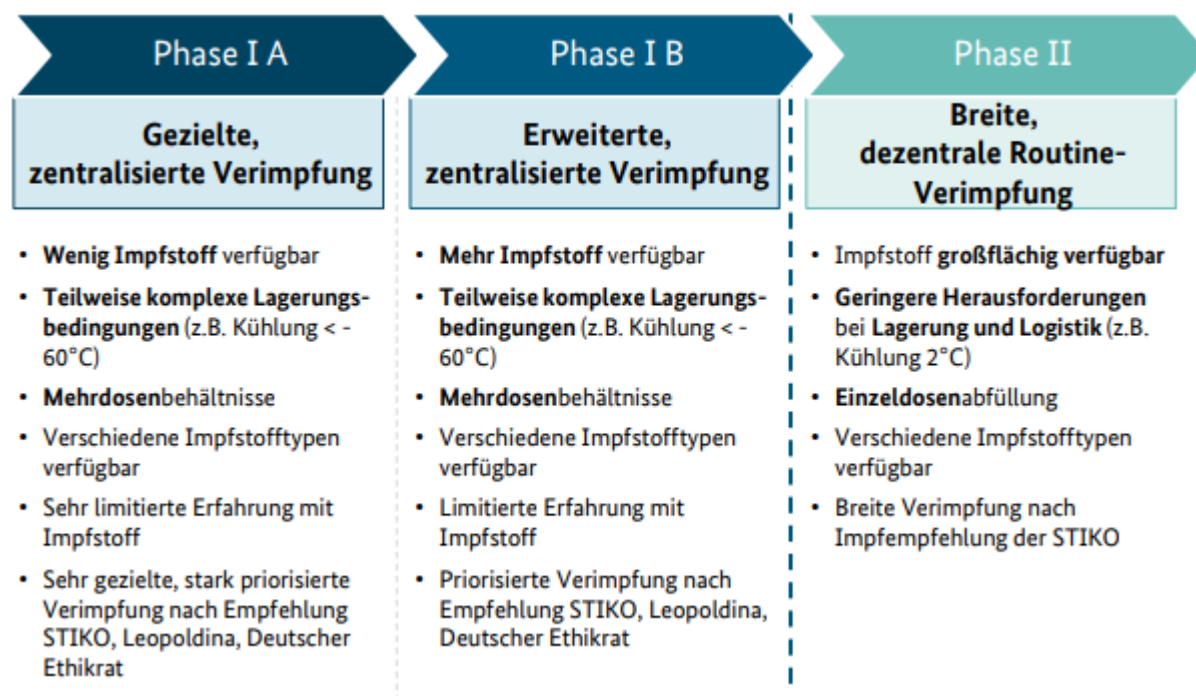 Phase I A
Gezielte,
zentralisierte Verimpfung
• Wenig Impfstoff verfügbar
• Teilweise komplexe Lagerungs-
bedingungen (z.B. Kühlung < -
60°C)
• Mehrdosenbehältnisse
• Verschiedene Impfstofftypen
verfügbar
• Sehr limitierte Erfahrung mit
Impfstoff
• Sehr gezielte, stark priorisierte
Verimpfung nach Empfehlung
STIKO, Leopoldina, Deutscher
Ethikrat
Phase I B
Erweiterte,
zentralisierte Verimpfung
• Mehr Impfstoff verfügbar
• Teilweise komplexe Lagerungs-
bedingungen (z.B. Kühlung < -
60°C)
• Mehrdosenbehältnisse
• Verschiedene Impfstofftypen
verfügbar
• Limitierte Erfahrung mit
Impfstoff
• Priorisierte Verimpfung nach
Empfehlung STIKO, Leopoldina,
Deutscher Ethikrat
Phase II
Breite,
dezentrale Routine-
Verimpfung
• Impfstoff großflächig verfügbar
• Geringere Herausforderungen
bei Lagerung und Logistik (z.B.
Kühlung 2°C)
• Einzeldosenabfüllung
• Verschiedene Impfstofftypen
verfügbar
• Breite Verimpfung nach
Impfempfehlung der STIKO